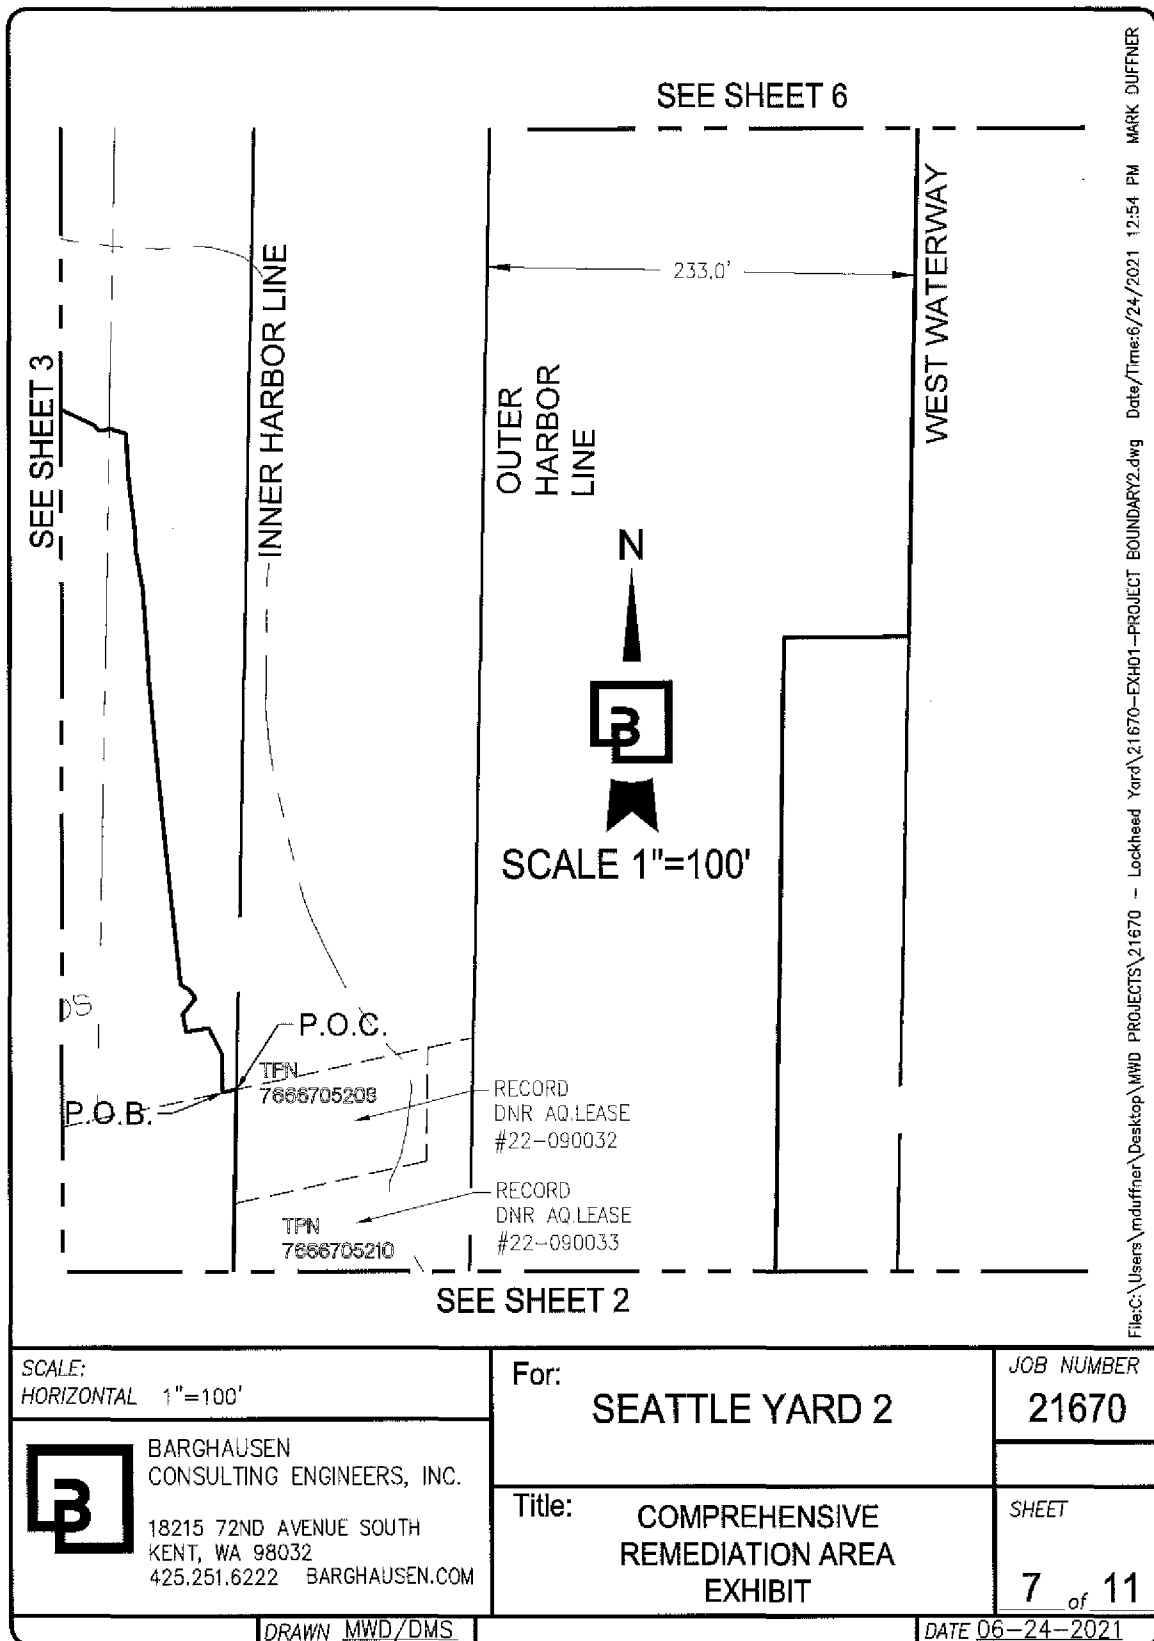 SEE SHEET 6
SEE SHEET 3
INNER HARBOR LINE
OUTER
HARBOR
LINE
233.0'
WEST WATERWAY
N
B
SCALE 1"=100'
P.O.C.
P.O.B.
TPN
RECORD
DNR AQ.LEASE
#22-090032
TPN
7666705210
RECORD
DNR AQ.LEASE
#22-090033
SEE SHEET 2
File:C:\Users\mduffner\Desktop\MWD PROJECTS\21670 - Lockheed Yard\21670-EXH01-PROJECT BOUNDARY2.dwg Date/Time:6/24/2021 12:54 PM MARK DUFFNER
SCALE:
HORIZONTAL 1"=100'
B
BARGHAUSEN
CONSULTING ENGINEERS, INC.
18215 72ND AVENUE SOUTH
KENT, WA 98032
425.251.6222 BARGHAUSEN.COM
For:
SEATTLE YARD 2
JOB NUMBER
21670
Title:
COMPREHENSIVE
REMEDIATION AREA
EXHIBIT
SHEET
7 of 11
DRAWN MWD/DMS
DATE 06-24-2021